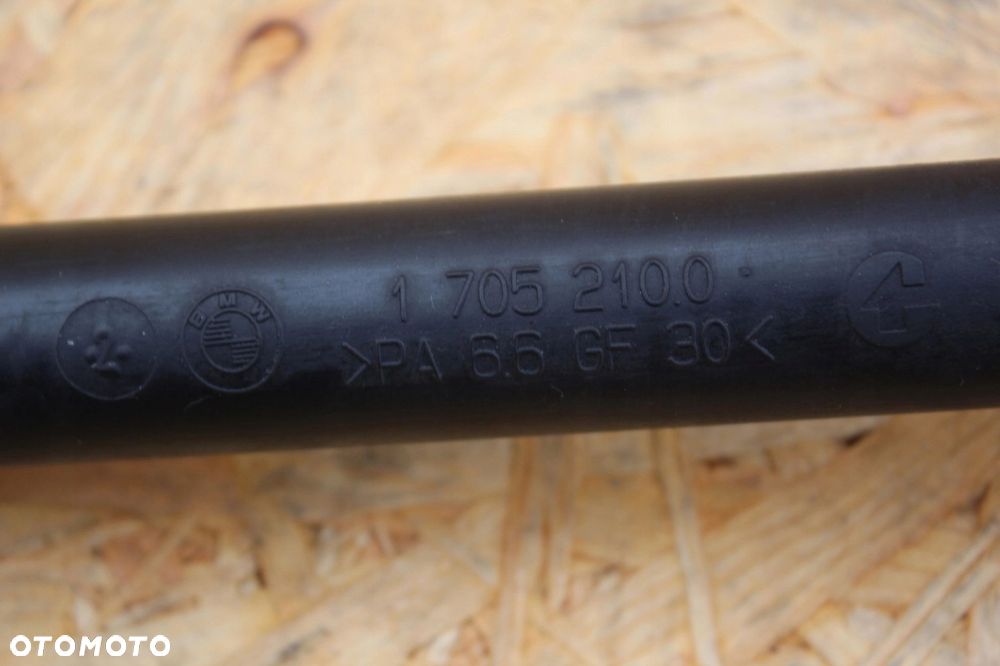 BMW
1 705 210.0
>PA 6.6 GF 30<
OTOMOTO